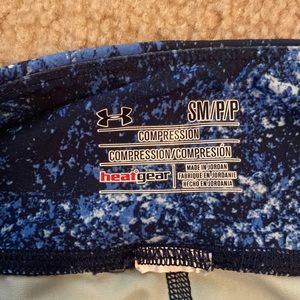 SM/P/P
COMPRESSION
COMPRESSION/COMPRESIÓN
heatgear
MADE IN JORDAN
FABRIQUÉ EN JORDANIE
HECHO EN JORDANIA